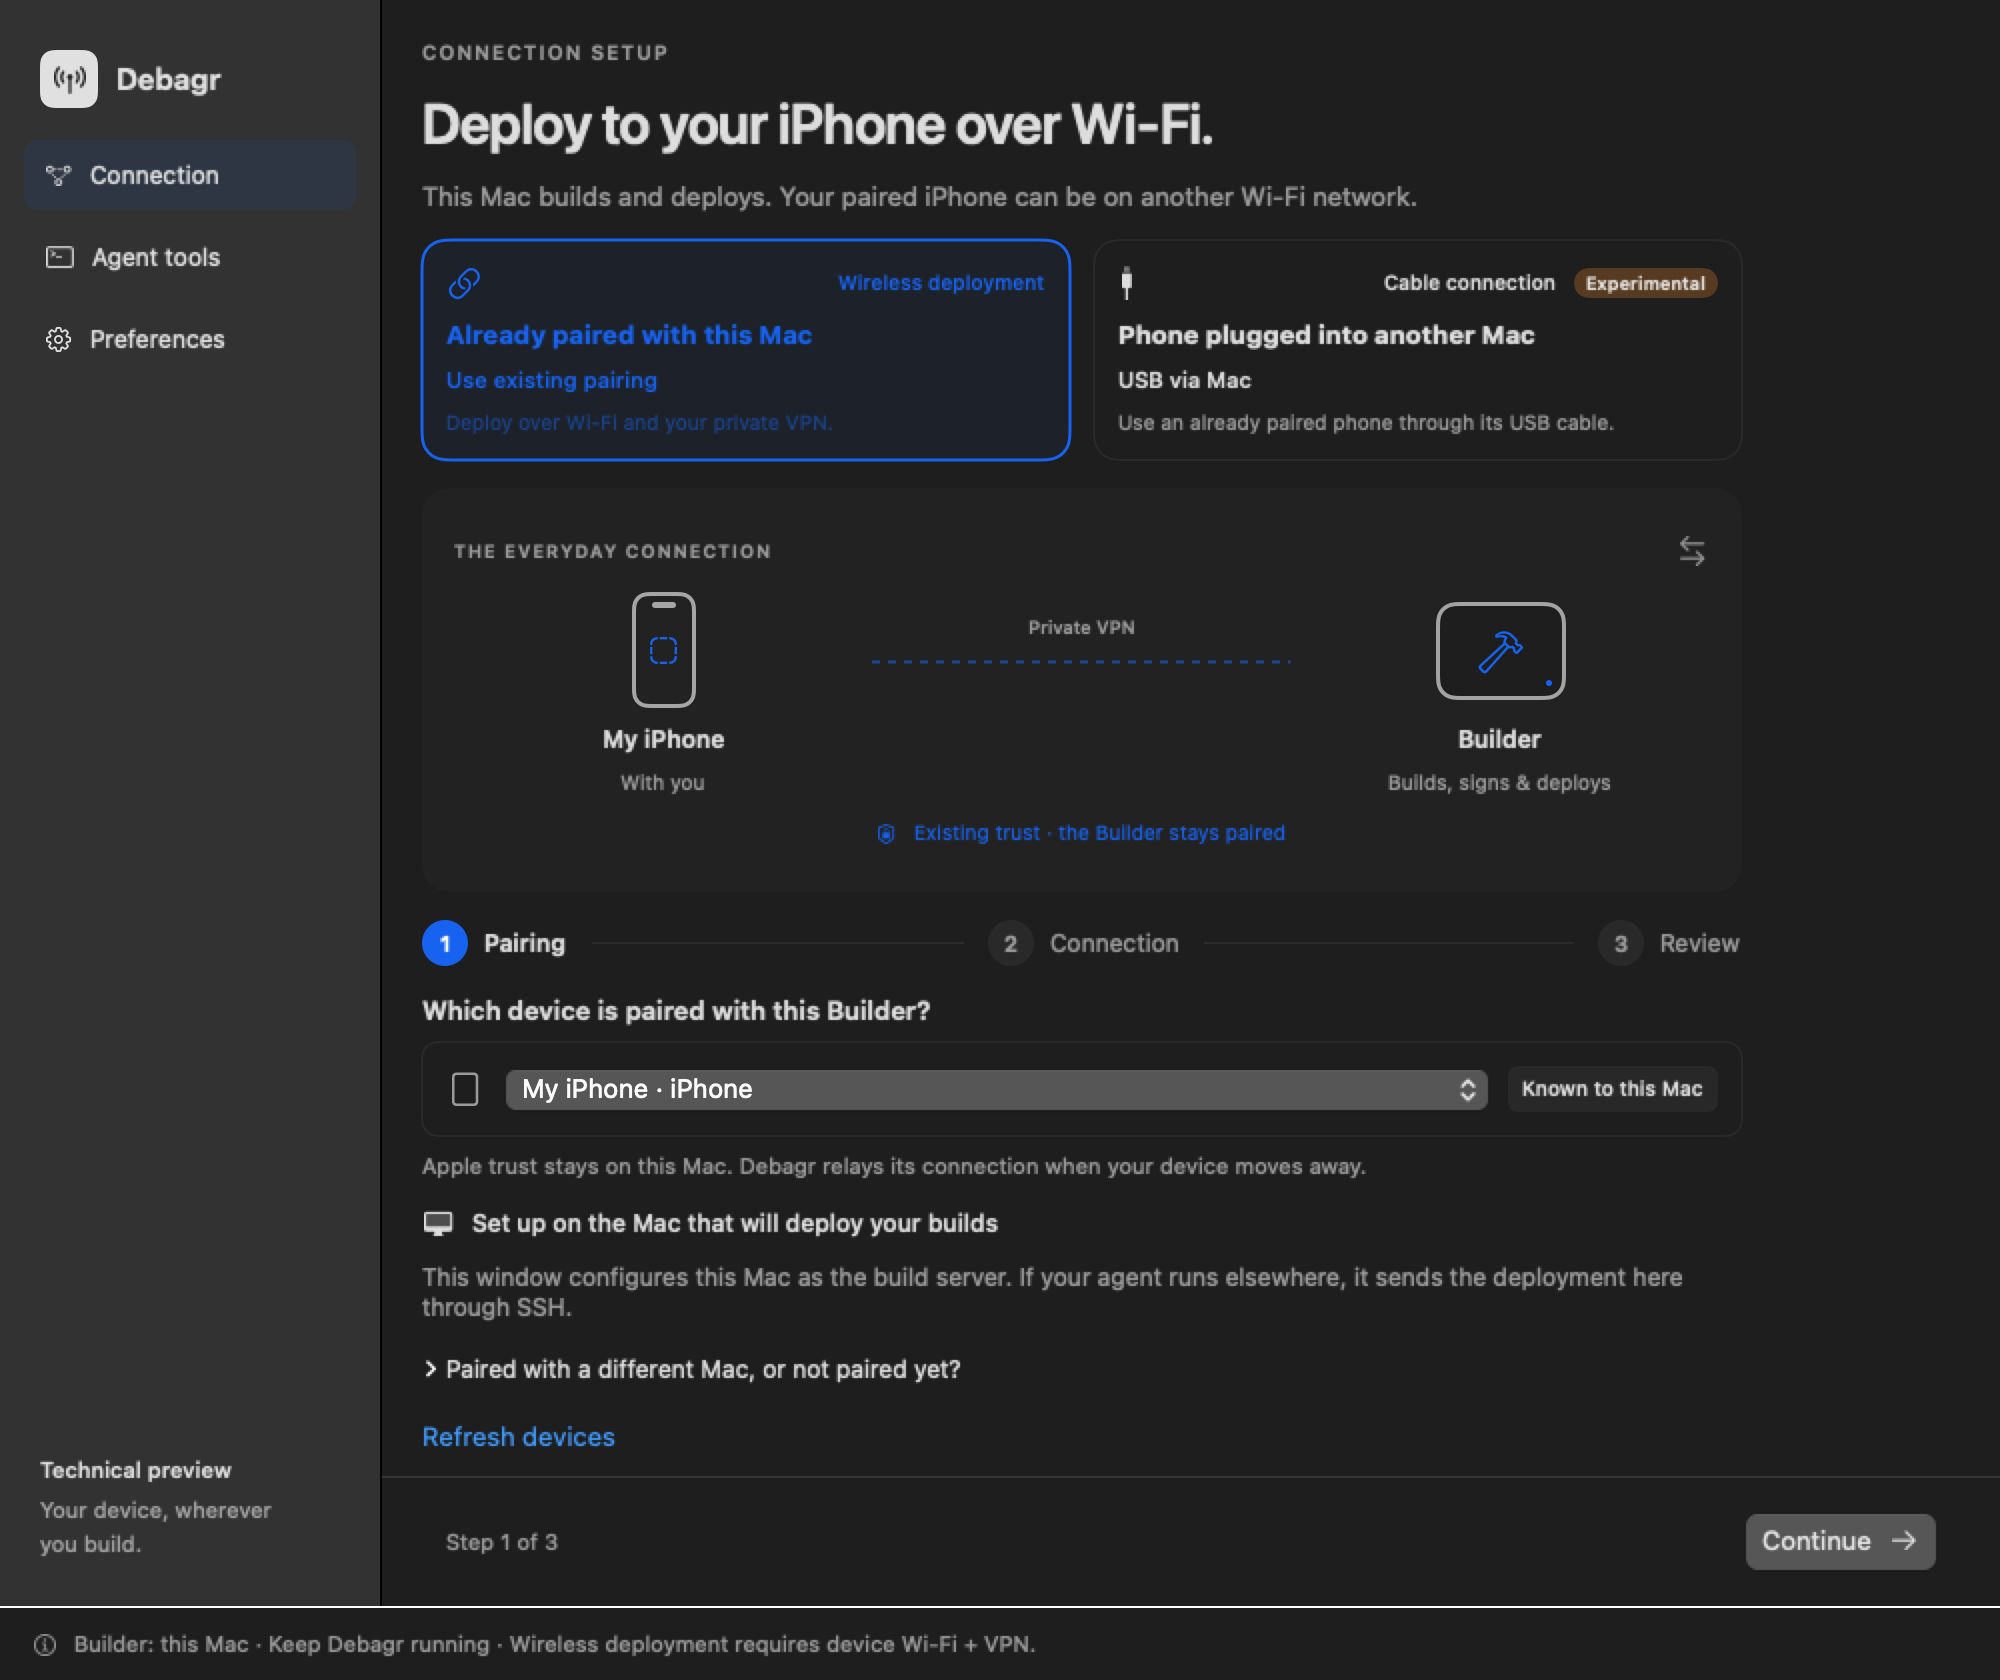 Debagr
Connection
Agent tools
Preferences
Technical preview
Your device, wherever
you build.
CONNECTION SETUP
Deploy to your iPhone over Wi-Fi.
This Mac builds and deploys. Your paired iPhone can be on another Wi-Fi network.
Wireless deployment
Already paired with this Mac
Use existing pairing
Deploy over Wi-Fi and your private VPN.
Cable connection Experimental
Phone plugged into another Mac
USB via Mac
Use an already paired phone through its USB cable.
THE EVERYDAY CONNECTION
Private VPN
My iPhone
With you
Builder
Builds, signs & deploys
Existing trust · the Builder stays paired
1 Pairing 2 Connection 3 Review
Which device is paired with this Builder?
My iPhone · iPhone Known to this Mac
Apple trust stays on this Mac. Debagr relays its connection when your device moves away.
Set up on the Mac that will deploy your builds
This window configures this Mac as the build server. If your agent runs elsewhere, it sends the deployment here
through SSH.
Paired with a different Mac, or not paired yet?
Refresh devices
Step 1 of 3 Continue
Builder: this Mac · Keep Debagr running · Wireless deployment requires device Wi-Fi + VPN.